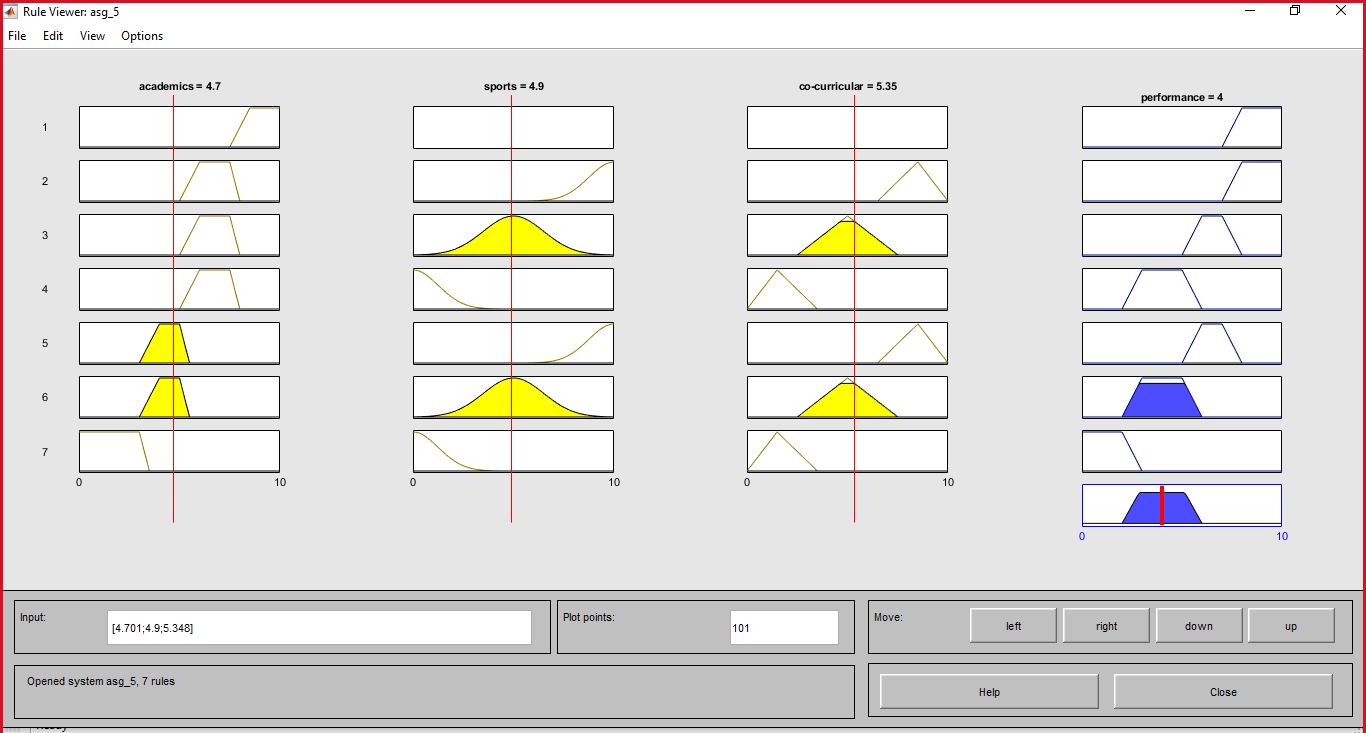 Rule Viewer: asg_5
File Edit View Options
academics = 4.7 sports = 4.9 co-curricular = 5.35 performance = 4
1
2
3
4
5
6
7
0 10 0 10 0 10
0 10
Input: [4.701;4.9;5.348] Plot points: 101 Move: left right down up
Opened system asg_5, 7 rules Help Close